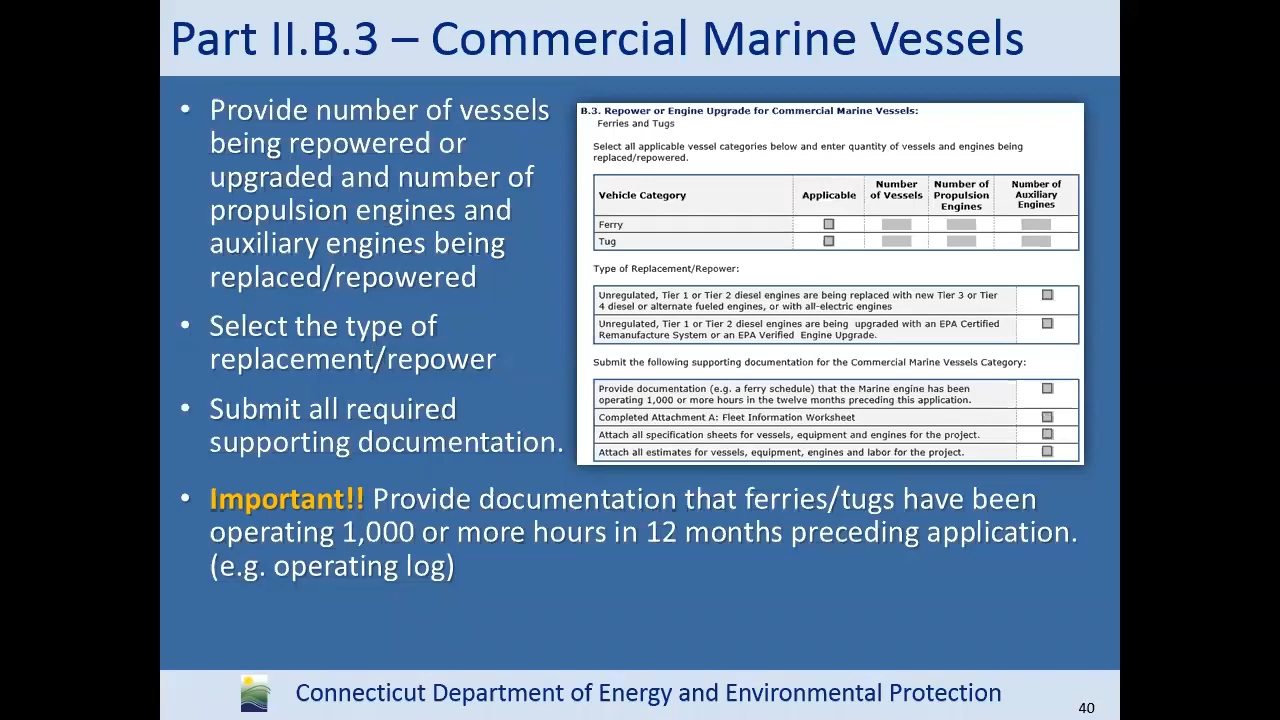 Part II.B.3 – Commercial Marine Vessels
• Provide number of vessels
being repowered or
upgraded and number of
propulsion engines and
auxiliary engines being
replaced/repowered
• Select the type of
replacement/repower
• Submit all required
supporting documentation.
B.3. Repower or Engine Upgrade for Commercial Marine Vessels:
Ferries and Tugs
Select all applicable vessel categories below and enter quantity of vessels and engines being
replaced/repowered.
Vehicle Category Applicable Number of Vessels Number of Propulsion Engines Number of Auxiliary Engines
Ferry
Tug
Type of Replacement/Repower:
Unregulated, Tier 1 or Tier 2 diesel engines are being replaced with new Tier 3 or Tier
4 diesel or alternate fueled engines, or with all-electric engines
Unregulated, Tier 1 or Tier 2 diesel engines are being upgraded with an EPA Certified
Remanufacture System or an EPA Verified Engine Upgrade.
Submit the following supporting documentation for the Commercial Marine Vessels Category:
Provide documentation (e.g. a ferry schedule) that the Marine engine has been
operating 1,000 or more hours in the twelve months preceding this application.
Completed Attachment A: Fleet Information Worksheet
Attach all specification sheets for vessels, equipment and engines for the project.
Attach all estimates for vessels, equipment, engines and labor for the project.
• Important!! Provide documentation that ferries/tugs have been
operating 1,000 or more hours in 12 months preceding application.
(e.g. operating log)
Connecticut Department of Energy and Environmental Protection
40